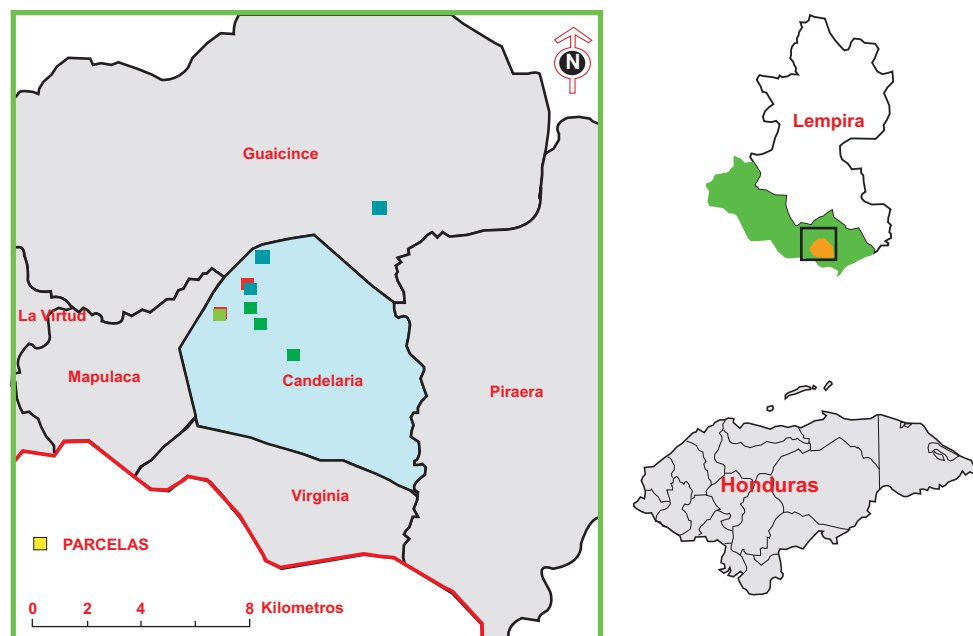 N
Guaicince
La Virtud
Mapulaca
Candelaria
Piraera
Virginia
PARCELAS
0 2 4 8 Kilometros
Lempira
Honduras